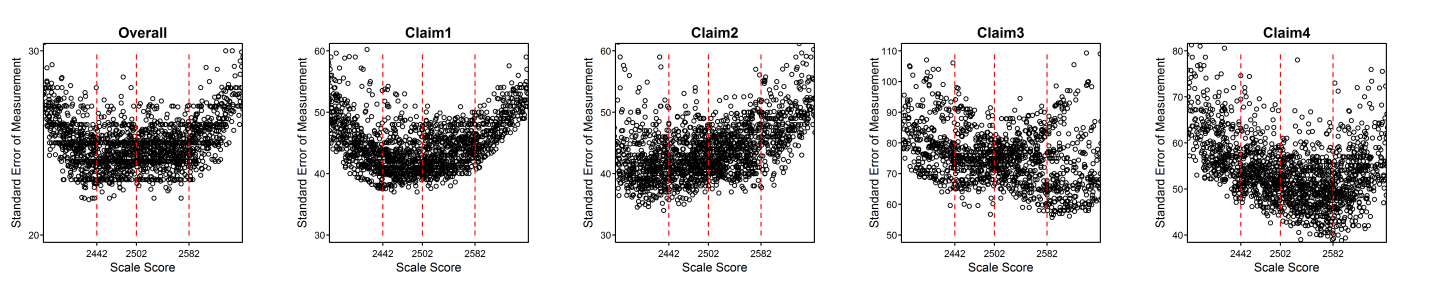 Overall
Standard Error of Measurement
30
20
2442 2502 2582
Scale Score
Claim1
Standard Error of Measurement
60
50
40
30
2442 2502 2582
Scale Score
Claim2
Standard Error of Measurement
60
50
40
30
2442 2502 2582
Scale Score
Claim3
Standard Error of Measurement
110
100
90
80
70
60
50
2442 2502 2582
Scale Score
Claim4
Standard Error of Measurement
80
70
60
50
40
2442 2502 2582
Scale Score